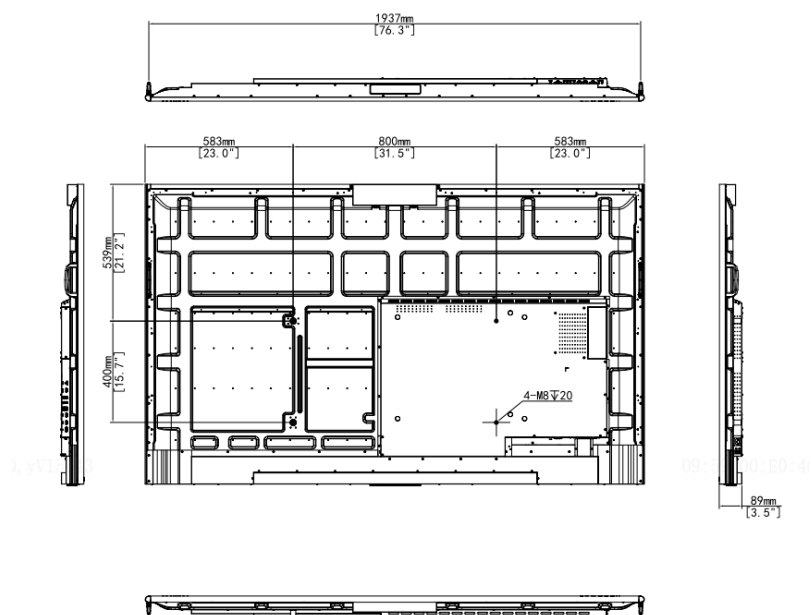 1937mm
[76.3"]
583mm
[23.0"]
800mm
[31.5"]
583mm
[23.0"]
539mm
[21.2"]
400mm
[15.7"]
4-M8↧20
89mm
[3.5"]